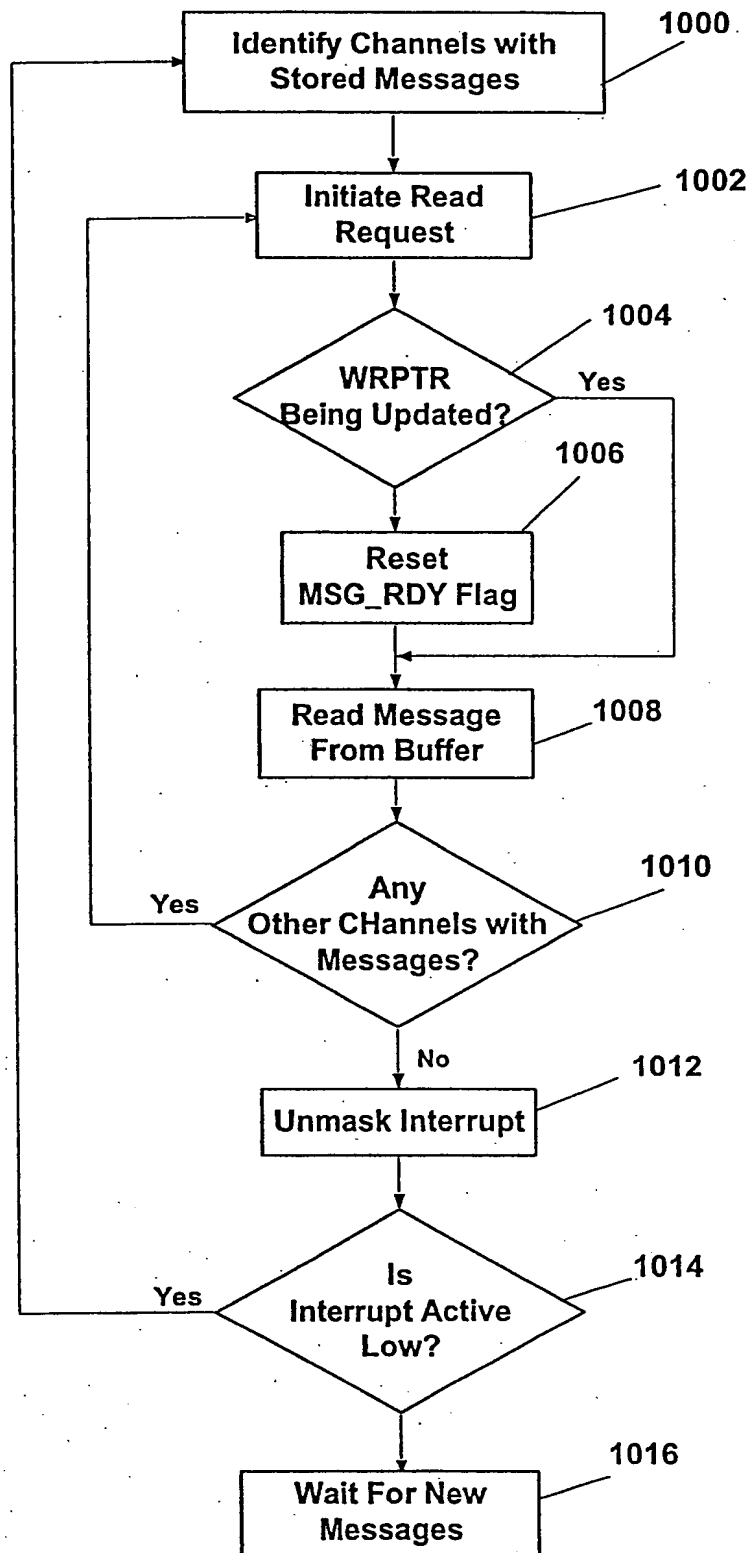 Identify Channels with
Stored Messages
1000
Initiate Read
Request
1002
WRPTR
Being Updated?
1004
Yes
Reset
MSG_RDY Flag
1006
Read Message
From Buffer
1008
Any
Other CHannels with
Messages?
1010
Yes
No
Unmask Interrupt
1012
Is
Interrupt Active
Low?
1014
Yes
Wait For New
Messages
1016